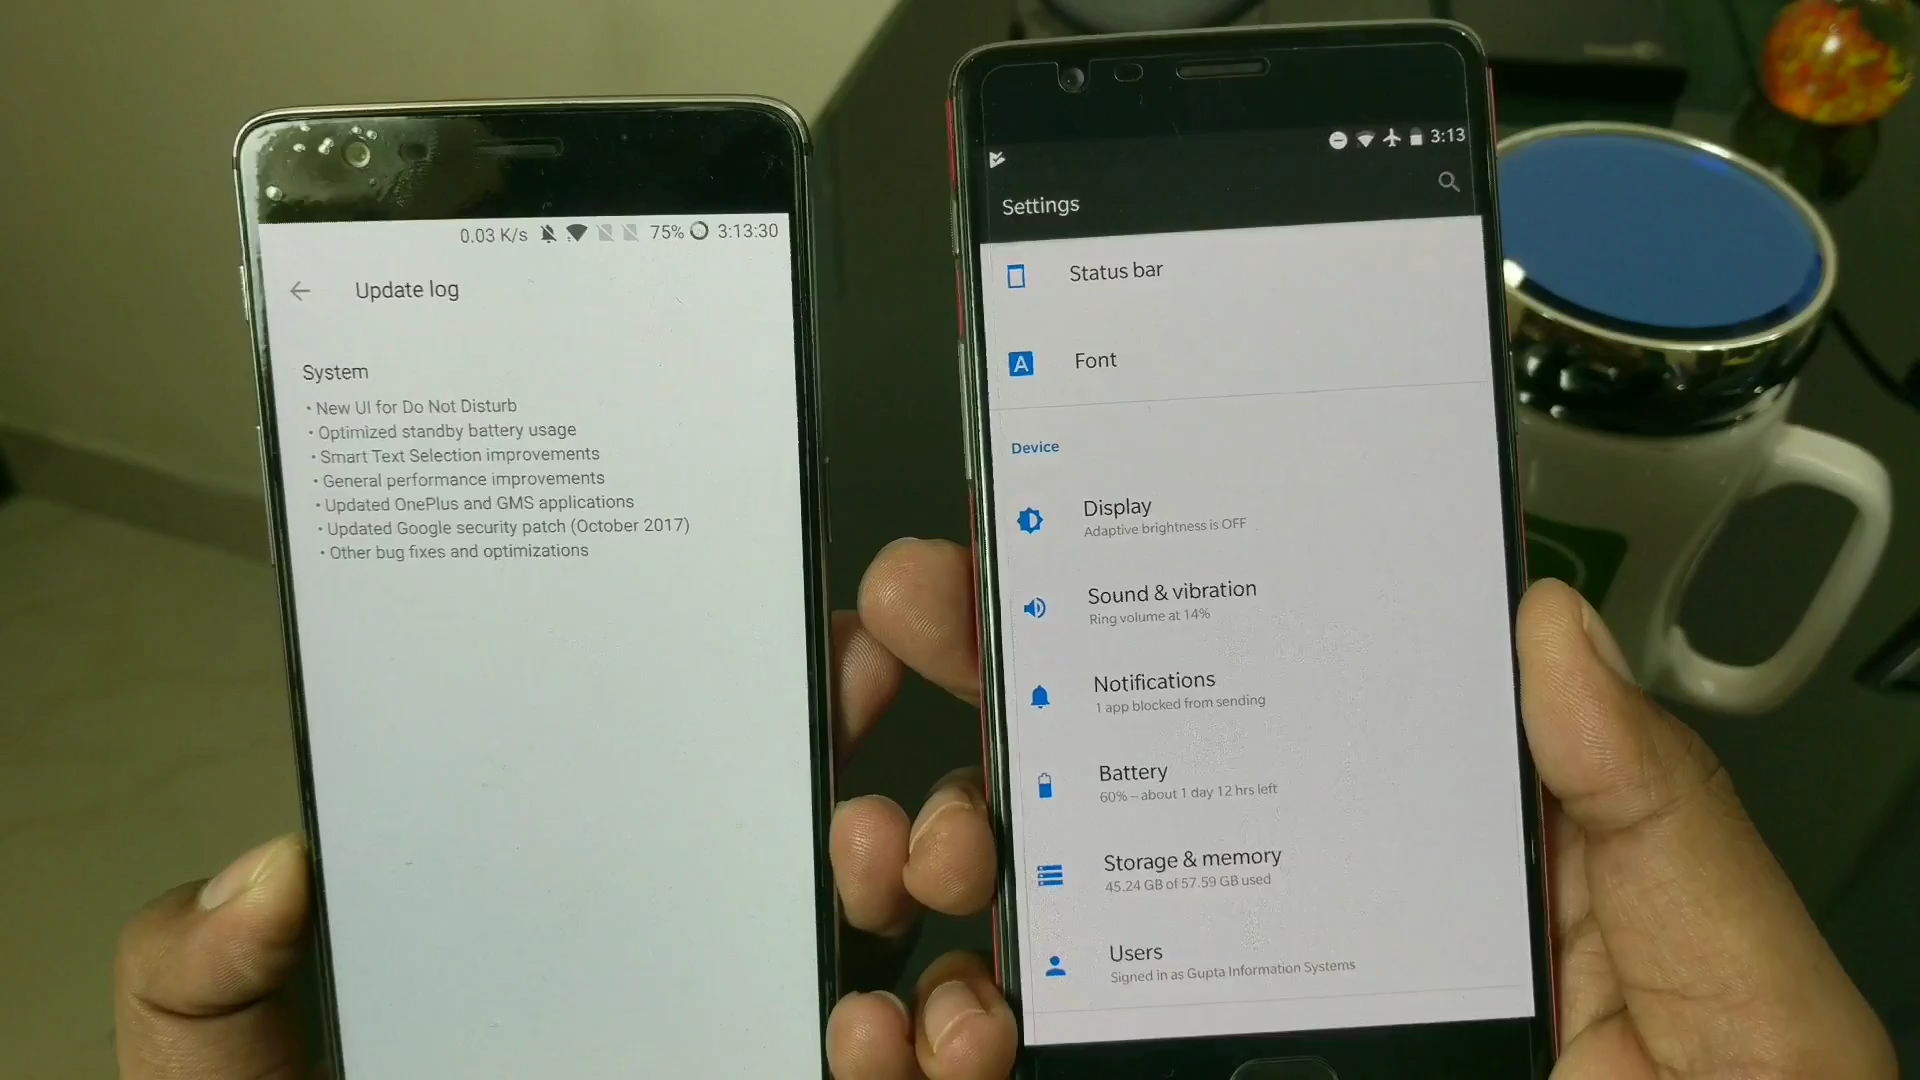 0.03 K/s 75% 3:13:30
Update log
System
• New UI for Do Not Disturb
• Optimized standby battery usage
• Smart Text Selection improvements
• General performance improvements
• Updated OnePlus and GMS applications
• Updated Google security patch (October 2017)
• Other bug fixes and optimizations
3:13
Settings
Status bar
A Font
Device
Display
Adaptive brightness is OFF
Sound & vibration
Ring volume at 14%
Notifications
1 app blocked from sending
Battery
60% – about 1 day 12 hrs left
Storage & memory
45.24 GB of 57.59 GB used
Users
Signed in as Gupta Information Systems